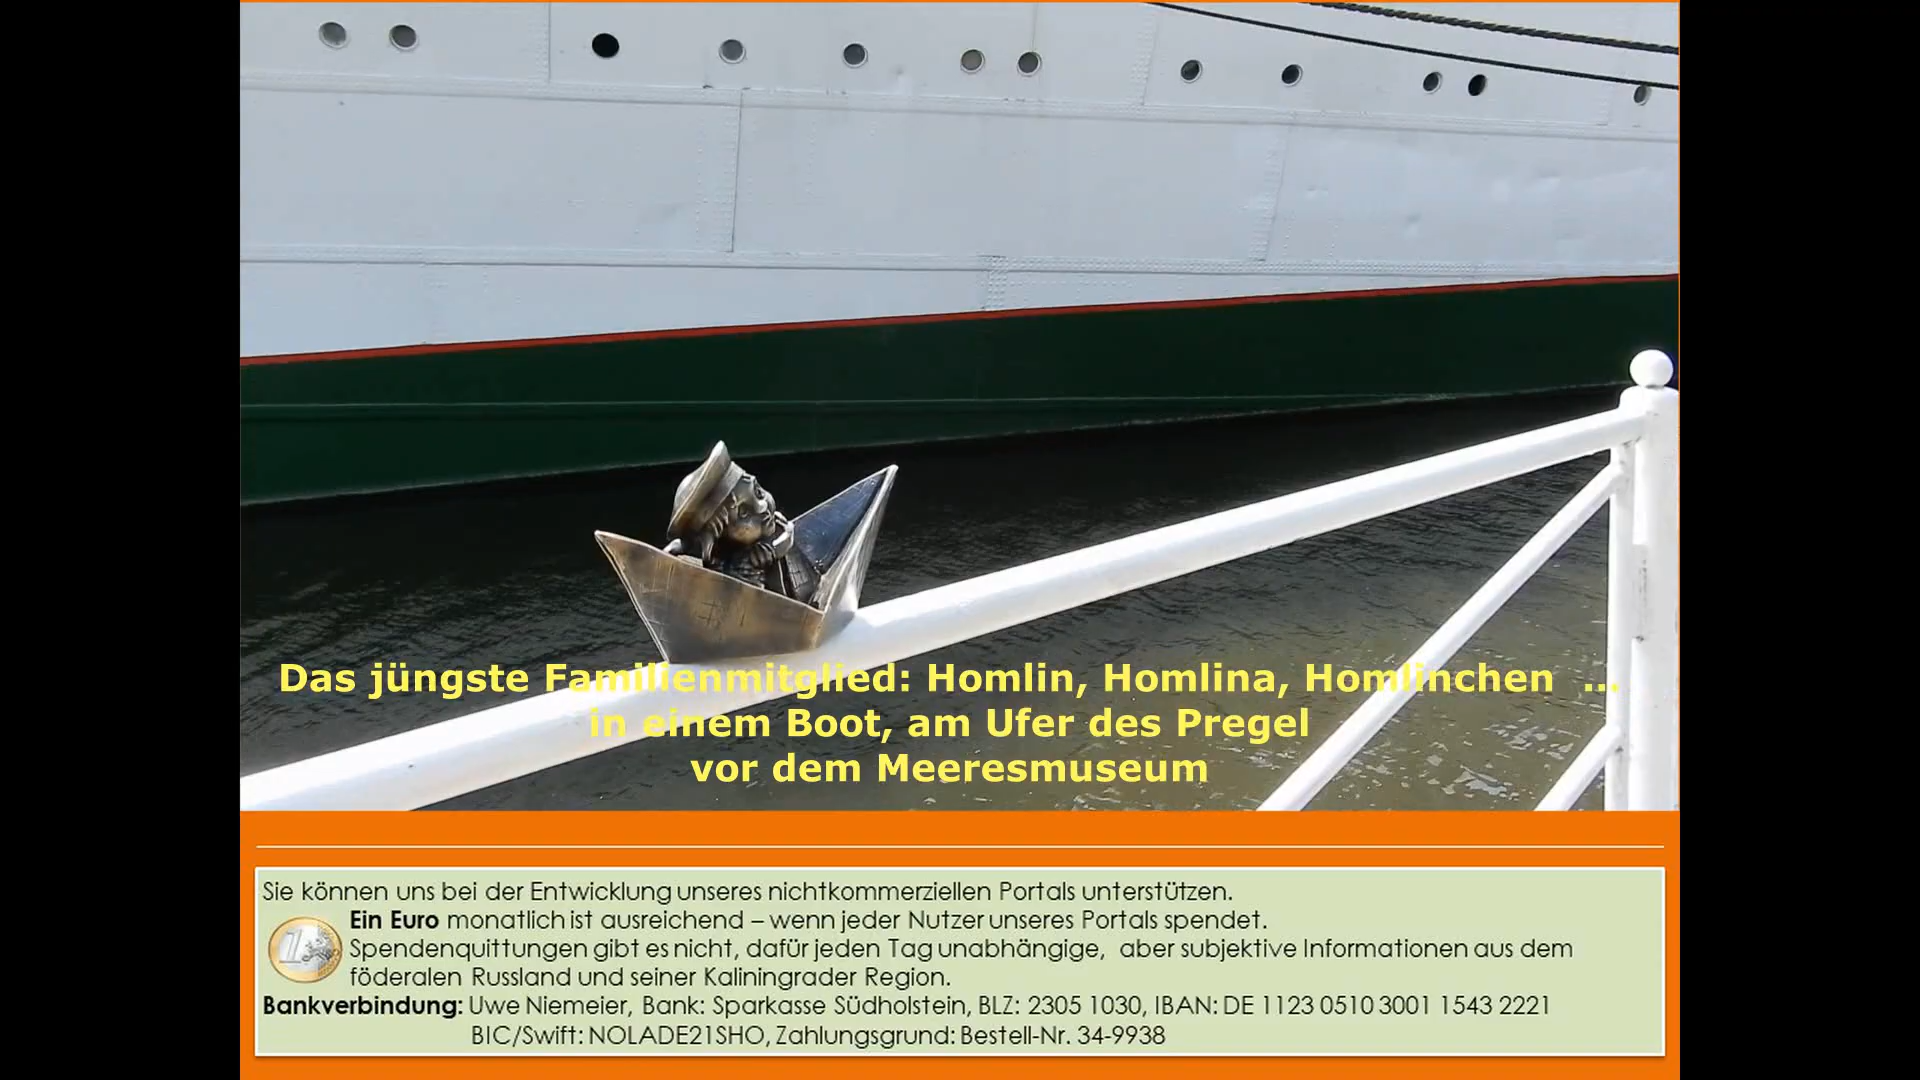 Das jüngste Familienmitglied: Homlin, Homlina, Homlinchen ...
in einem Boot, am Ufer des Pregel
vor dem Meeresmuseum
Sie können uns bei der Entwicklung unseres nichtkommerziellen Portals unterstützen.
Ein Euro monatlich ist ausreichend – wenn jeder Nutzer unseres Portals spendet.
Spendenquittungen gibt es nicht, dafür jeden Tag unabhängige, aber subjektive Informationen aus dem
föderalen Russland und seiner Kaliningrader Region.
Bankverbindung: Uwe Niemeier, Bank: Sparkasse Südholstein, BLZ: 2305 1030, IBAN: DE 1123 0510 3001 1543 2221
BIC/Swift: NOLADE21SHO, Zahlungsgrund: Bestell-Nr. 34-9938